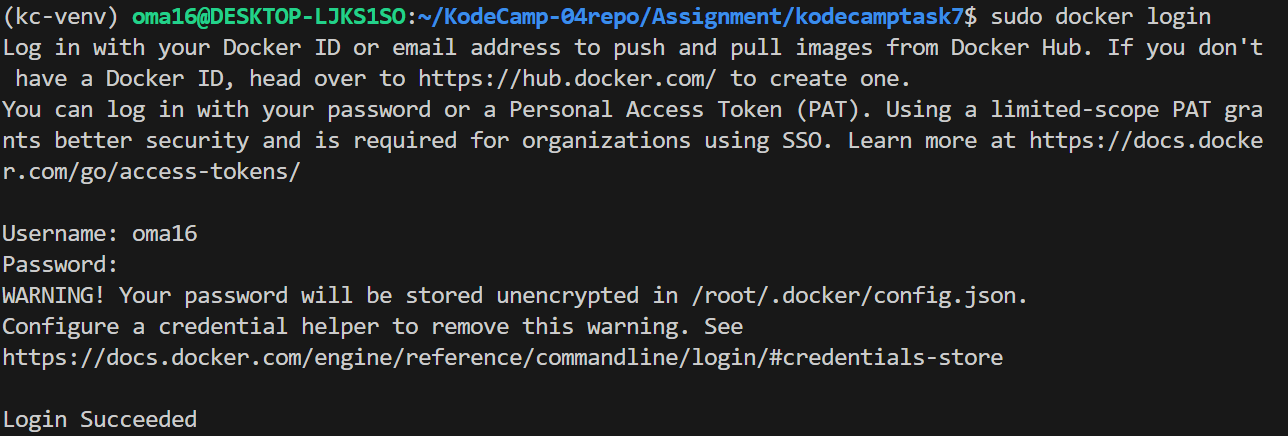 (kc-venv) oma16@DESKTOP-LJKS1SO:~/KodeCamp-04repo/Assignment/kodecamptask7$ sudo docker login
Log in with your Docker ID or email address to push and pull images from Docker Hub. If you don't
 have a Docker ID, head over to https://hub.docker.com/ to create one.
You can log in with your password or a Personal Access Token (PAT). Using a limited-scope PAT gra
nts better security and is required for organizations using SSO. Learn more at https://docs.docke
r.com/go/access-tokens/

Username: oma16
Password:
WARNING! Your password will be stored unencrypted in /root/.docker/config.json.
Configure a credential helper to remove this warning. See
https://docs.docker.com/engine/reference/commandline/login/#credentials-store

Login Succeeded